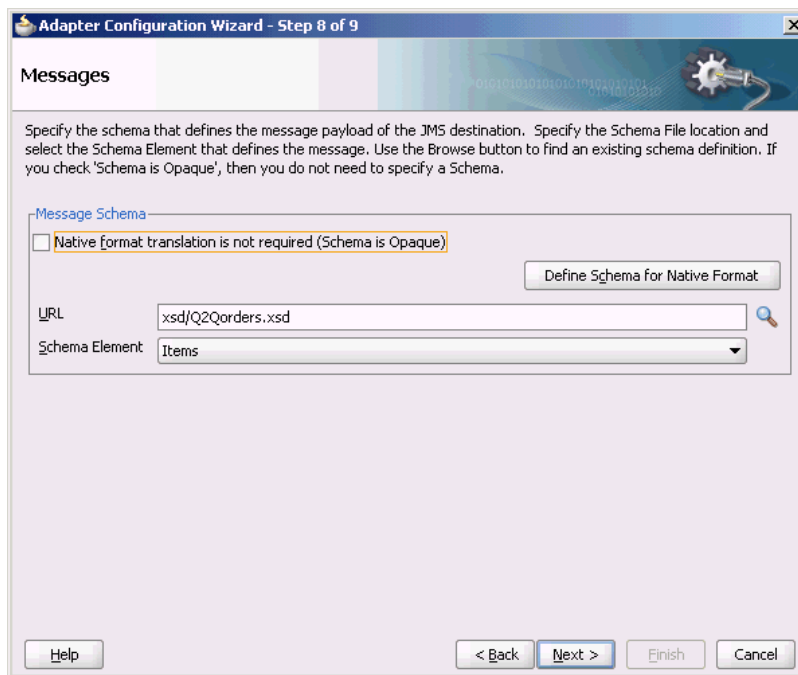 Adapter Configuration Wizard - Step 8 of 9
Messages
Specify the schema that defines the message payload of the JMS destination.  Specify the Schema File location and
select the Schema Element that defines the message. Use the Browse button to find an existing schema definition. If
you check 'Schema is Opaque', then you do not need to specify a Schema.
Message Schema
Native format translation is not required (Schema is Opaque)
Define Schema for Native Format
URL
xsd/Q2Qorders.xsd
Schema Element
Items
Help
< Back
Next >
Finish
Cancel